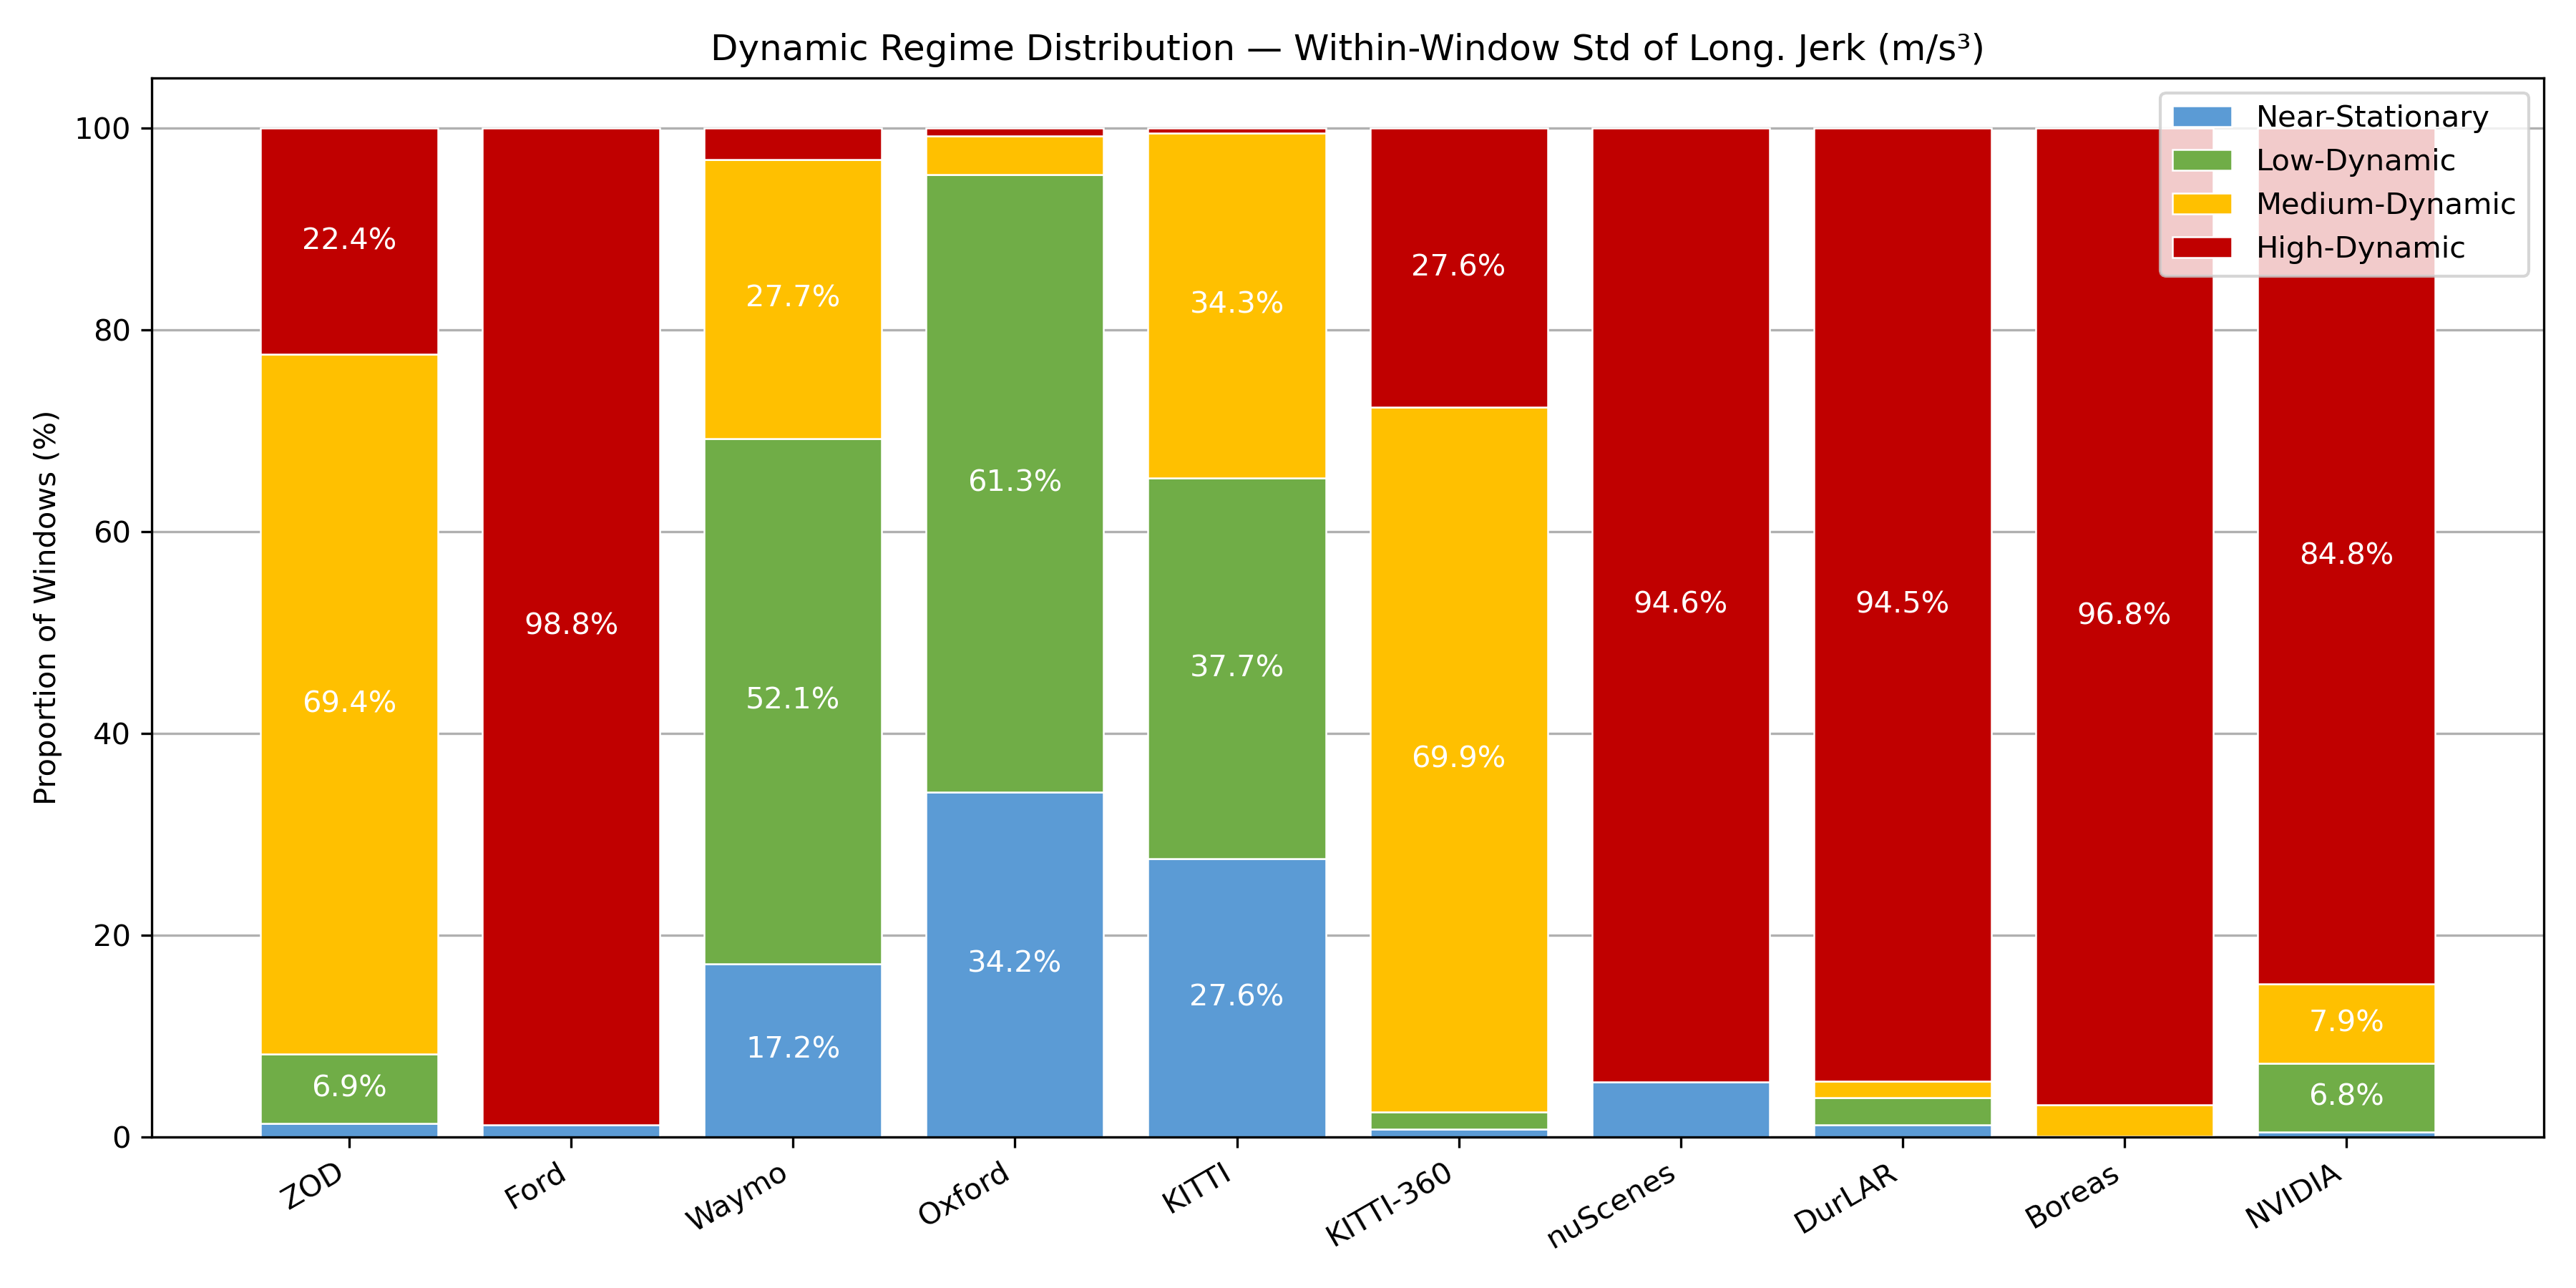 Dynamic Regime Distribution — Within-Window Std of Long. Jerk (m/s³)
Near-Stationary
Low-Dynamic
Medium-Dynamic
High-Dynamic
Proportion of Windows (%)
100
80
60
40
20
0
22.4%
69.4%
6.9%
98.8%
27.7%
52.1%
17.2%
61.3%
34.2%
34.3%
37.7%
27.6%
27.6%
69.9%
94.6%
94.5%
96.8%
84.8%
7.9%
6.8%
ZOD
Ford
Waymo
Oxford
KITTI
KITTI-360
nuScenes
DurLAR
Boreas
NVIDIA